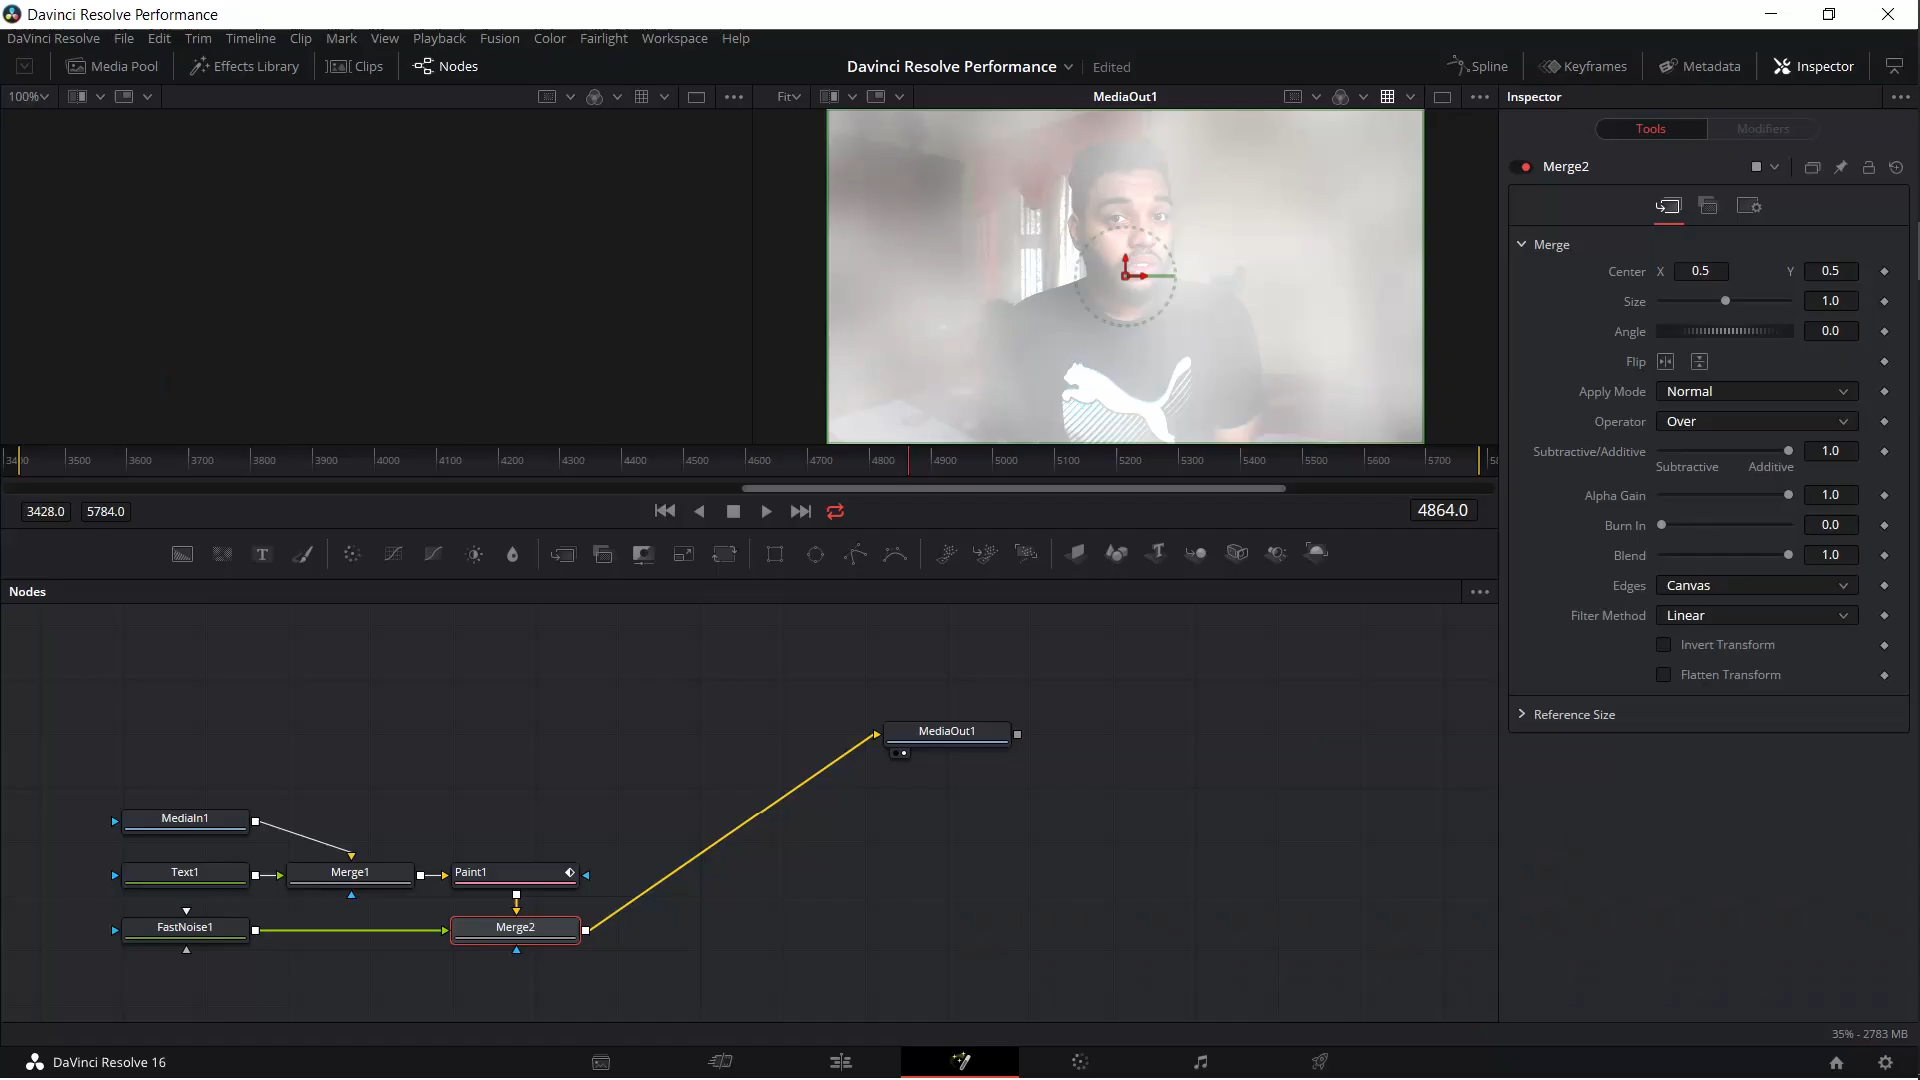 Davinci Resolve Performance
DaVinci Resolve File Edit Trim Timeline Clip Mark View Playback Fusion Color Fairlight Workspace Help
Media Pool Effects Library Clips Nodes Davinci Resolve Performance Edited Spline Keyframes Metadata Inspector
100% Fit MediaOut1 Inspector
Tools Modifiers
Merge2
Merge
Center X 0.5 Y 0.5
Size 1.0
Angle 0.0
Flip
Apply Mode Normal
Operator Over
Subtractive/Additive 1.0
Subtractive Additive
Alpha Gain 1.0
Burn In 0.0
Blend 1.0
Edges Canvas
Filter Method Linear
Invert Transform
Flatten Transform
Reference Size
3400 3500 3600 3700 3800 3900 4000 4100 4200 4300 4400 4500 4600 4700 4800 4900 5000 5100 5200 5300 5400 5500 5600 5700
3428.0 5784.0 4864.0
Nodes
MediaOut1
MediaIn1
Text1 Merge1 Paint1
FastNoise1 Merge2
35% - 2783 MB
DaVinci Resolve 16